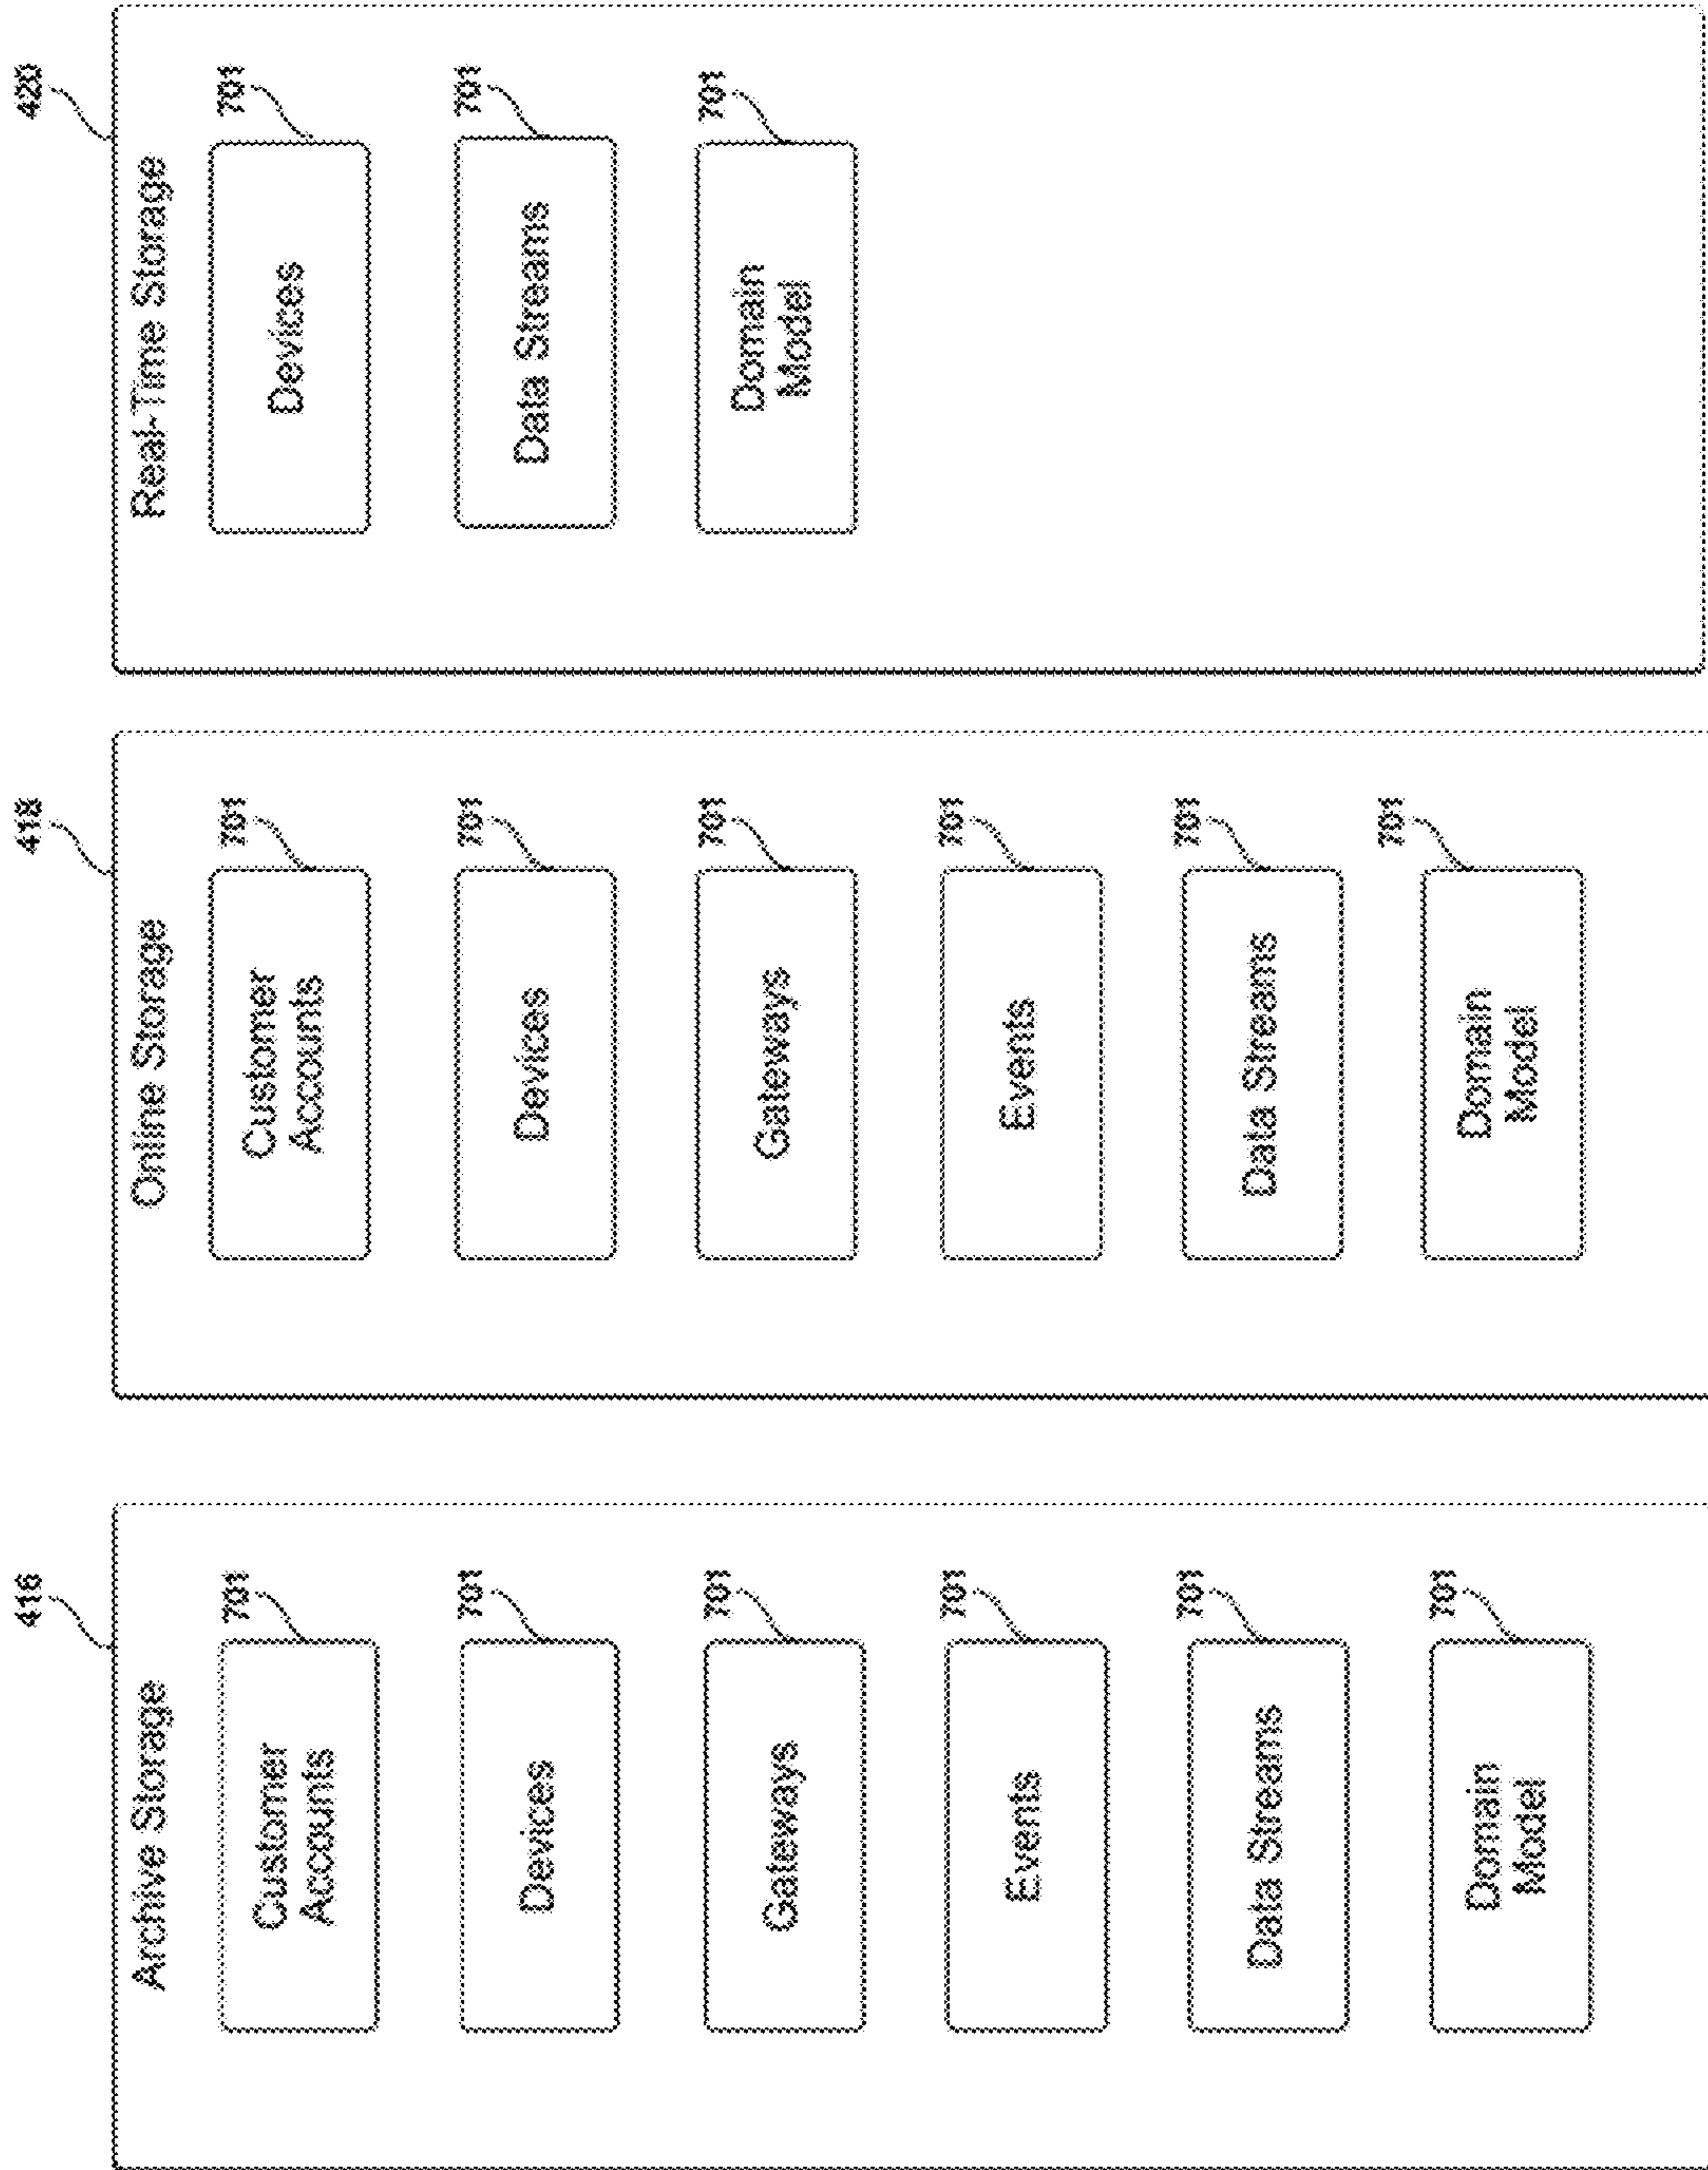 416
Archive Storage
701
Customer
Accounts
701
Devices
701
Gateways
701
Events
701
Data Streams
701
Domain
Model
418
Online Storage
701
Customer
Accounts
701
Devices
701
Gateways
701
Events
701
Data Streams
701
Domain
Model
420
Real-Time Storage
701
Devices
701
Data Streams
701
Domain
Model